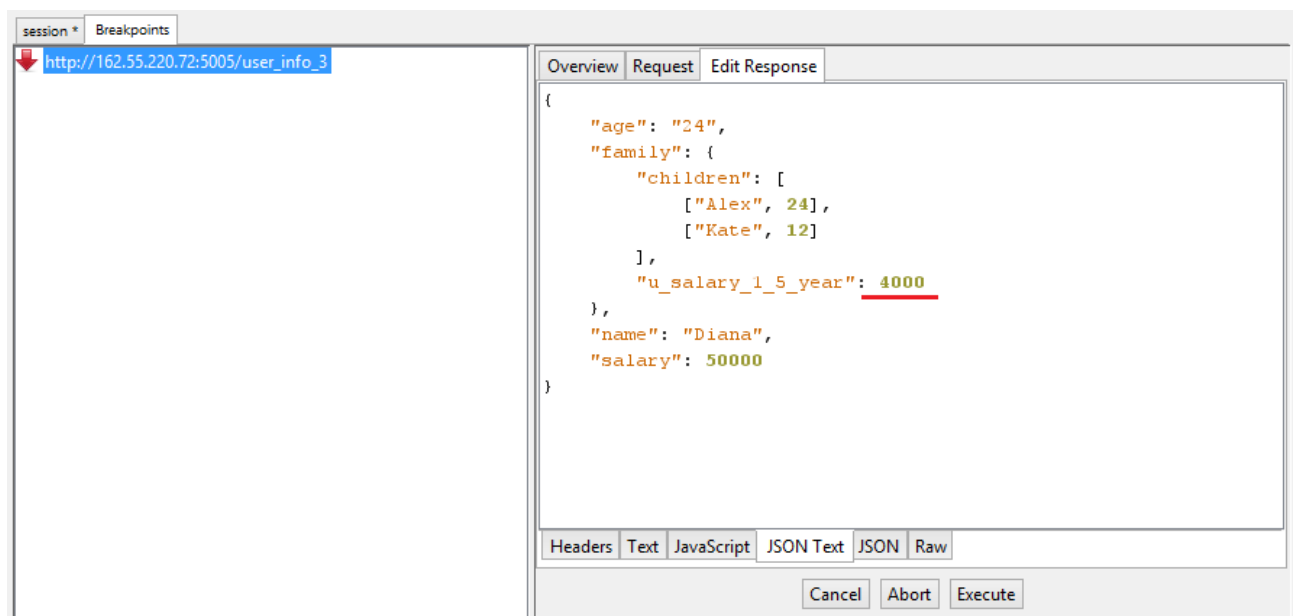 session * Breakpoints
http://162.55.220.72:5005/user_info_3
Overview Request Edit Response
{
"age": "24",
"family": {
"children": [
["Alex", 24],
["Kate", 12]
],
"u_salary_1_5_year": 4000
},
"name": "Diana",
"salary": 50000
}
Headers Text JavaScript JSON Text JSON Raw
Cancel Abort Execute